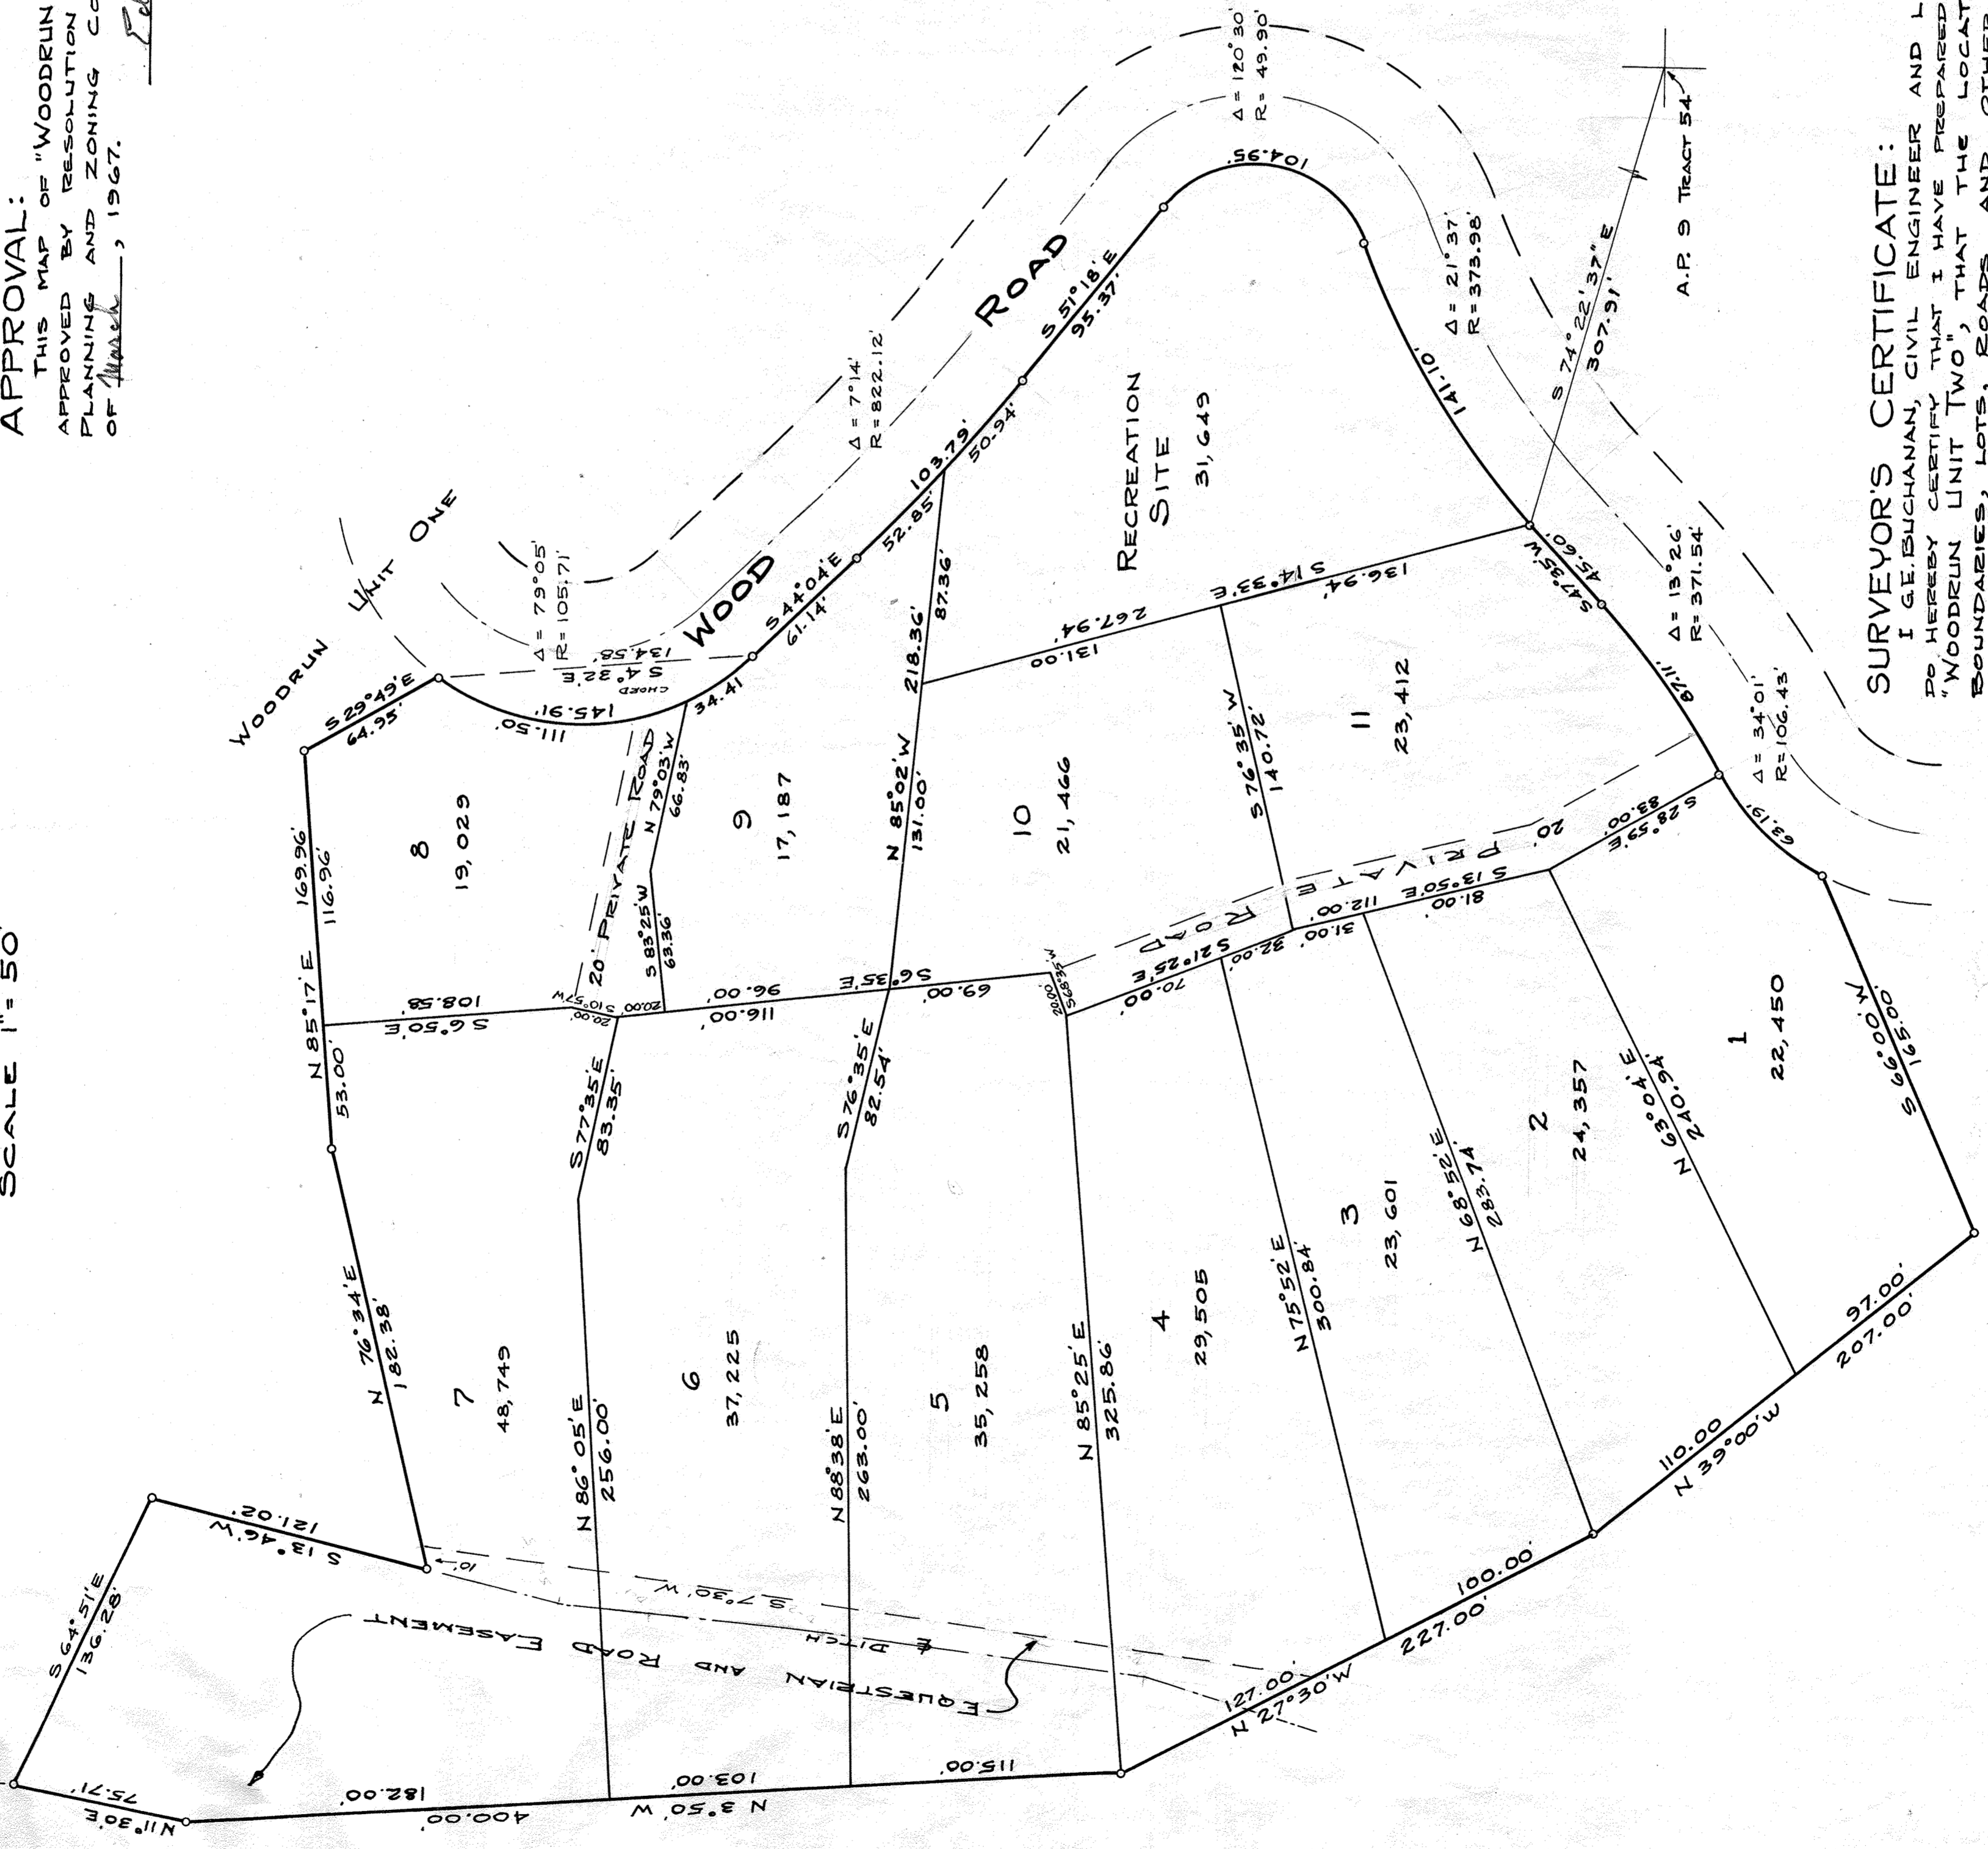 SCALE 1" = 50'
APPROVAL:
THIS MAP OF "WOODRUN
APPROVED BY RESOLUTION
PLANNING AND ZONING CO
OF March, 1967.
WOODRUN UNIT ONE
S 29°49'E
64.95'
N 85°17'E 169.96'
53.00' 116.96'
N 76°34'E
182.38'
S 13°46'W
121.02'
S 64°51'E
136.28'
N 11°30'E
75.71'
N 3°50'W
400.00'
182.00'
103.00'
115.00'
10'
S 7°30'W
℄ DITCH
EQUESTRIAN AND ROAD EASEMENT
7
48,749
8
19,029
S 6°50'E
108.58'
S 10°57'W
20.00'
20' PRIVATE ROAD
111.50'
145.91'
34.41
CHORD
S 4°32'E
134.58'
Δ = 79°05'
R = 105.71'
N 79°03'W
66.83'
S 83°25'W
63.36'
20.00'
S 77°35'E
83.35'
N 86°05'E
256.00'
6
37,225
9
17,187
96.00'
116.00'
S 6°35'E
69.00'
WOOD ROAD
S 44°04'E
61.14'
52.85'
103.79'
50.94'
Δ = 7°14'
R = 822.12'
S 51°18'E
95.37'
104.95'
Δ = 120°30'
R = 49.90'
N 85°02'W 218.36'
131.00' 87.36'
S 76°35'E
82.54'
N 88°38'E
263.00'
5
35,258
10
21,466
RECREATION
SITE
31,649
267.94'
131.00
S 14°33'E
136.94'
141.10'
Δ = 21°37'
R = 373.98'
S 74°22'37"E
307.91'
A.P. 9 TRACT 54
S 68°35'W
20.00'
N 85°25'E
325.86'
4
29,505
S 21°25'E
70.00'
32.00'
20' PRIVATE ROAD
S 76°35'W
140.72'
11
23,412
S 47°35'W
45.60'
87.11'
Δ = 13°26'
R = 371.54'
112.00'
31.00'
81.00'
S 13°50'E
N 75°52'E
300.84'
3
23,601
N 68°52'E
283.74'
2
24,357
S 28°59'E
83.00'
63.19'
Δ = 34°01'
R = 106.43'
N 63°04'E
240.94'
1
22,450
S 66°00'W
165.00'
127.00'
100.00'
227.00'
N 27°30'W
110.00
97.00'
207.00'
N 39°00'W
SURVEYOR'S CERTIFICATE:
I G.E. BUCHANAN, CIVIL ENGINEER AND L
DO HEREBY CERTIFY THAT I HAVE PREPARED
"WOODRUN UNIT TWO", THAT THE LOCAT
BOUNDARIES, LOTS, ROADS AND OTHER